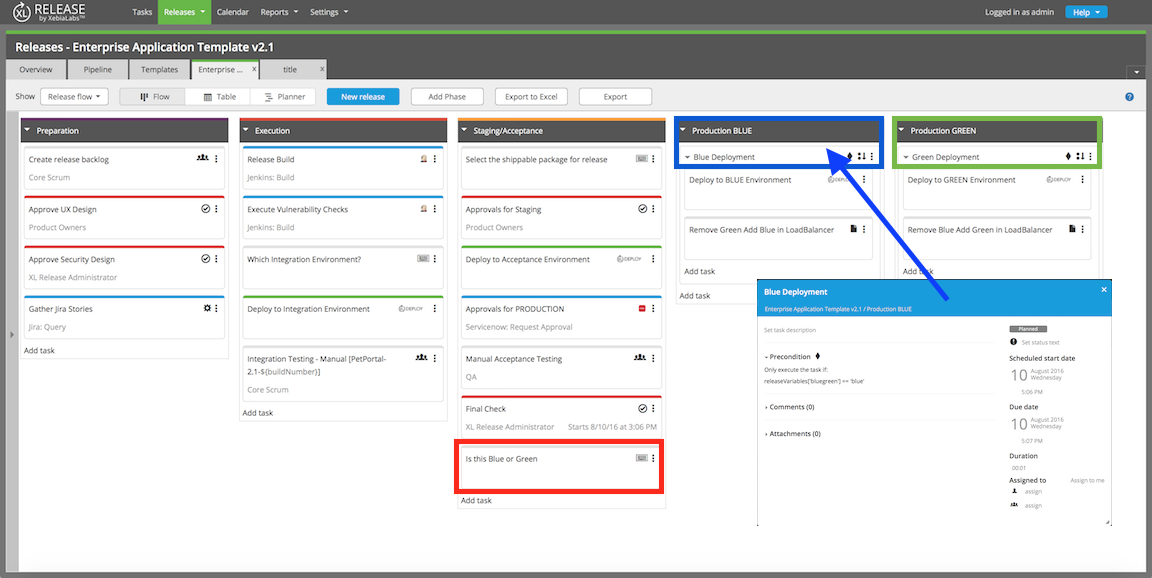 XL RELEASE
by XebiaLabs™
Tasks Releases Calendar Reports Settings
Logged in as admin Help
Releases - Enterprise Application Template v2.1
Overview Pipeline Templates Enterprise ... x title x
Show Release flow Flow Table Planner New release Add Phase Export to Excel Export ?
Preparation
Create release backlog
Core Scrum
Approve UX Design
Product Owners
Approve Security Design
XL Release Administrator
Gather Jira Stories
Jira: Query
Add task
Execution
Release Build
Jenkins: Build
Execute Vulnerability Checks
Jenkins: Build
Which Integration Environment?
Deploy to Integration Environment
DEPLOY
Integration Testing - Manual [PetPortal-
2.1-${buildNumber}]
Core Scrum
Add task
Staging/Acceptance
Select the shippable package for release
Approvals for Staging
Product Owners
Deploy to Acceptance Environment
DEPLOY
Approvals for PRODUCTION
Servicenow: Request Approval
Manual Acceptance Testing
QA
Final Check
XL Release Administrator Starts 8/10/16 at 3:06 PM
Is this Blue or Green
Add task
Production BLUE
Blue Deployment
Deploy to BLUE Environment
DEPLOY
Remove Green Add Blue in LoadBalancer
Add task
Add task
Production GREEN
Green Deployment
Deploy to GREEN Environment
DEPLOY
Remove Blue Add Green in LoadBalancer
Add task
Blue Deployment x
Enterprise Application Template v2.1 / Production BLUE
Set task description
Precondition
Only execute the task if:
releaseVariables['bluegreen'] == 'blue'
Comments (0)
Attachments (0)
Planned
Set status text
Scheduled start date
10 August 2016
Wednesday
5:06 PM
Due date
10 August 2016
Wednesday
5:07 PM
Duration
00:01
Assigned to Assign to me
assign
assign